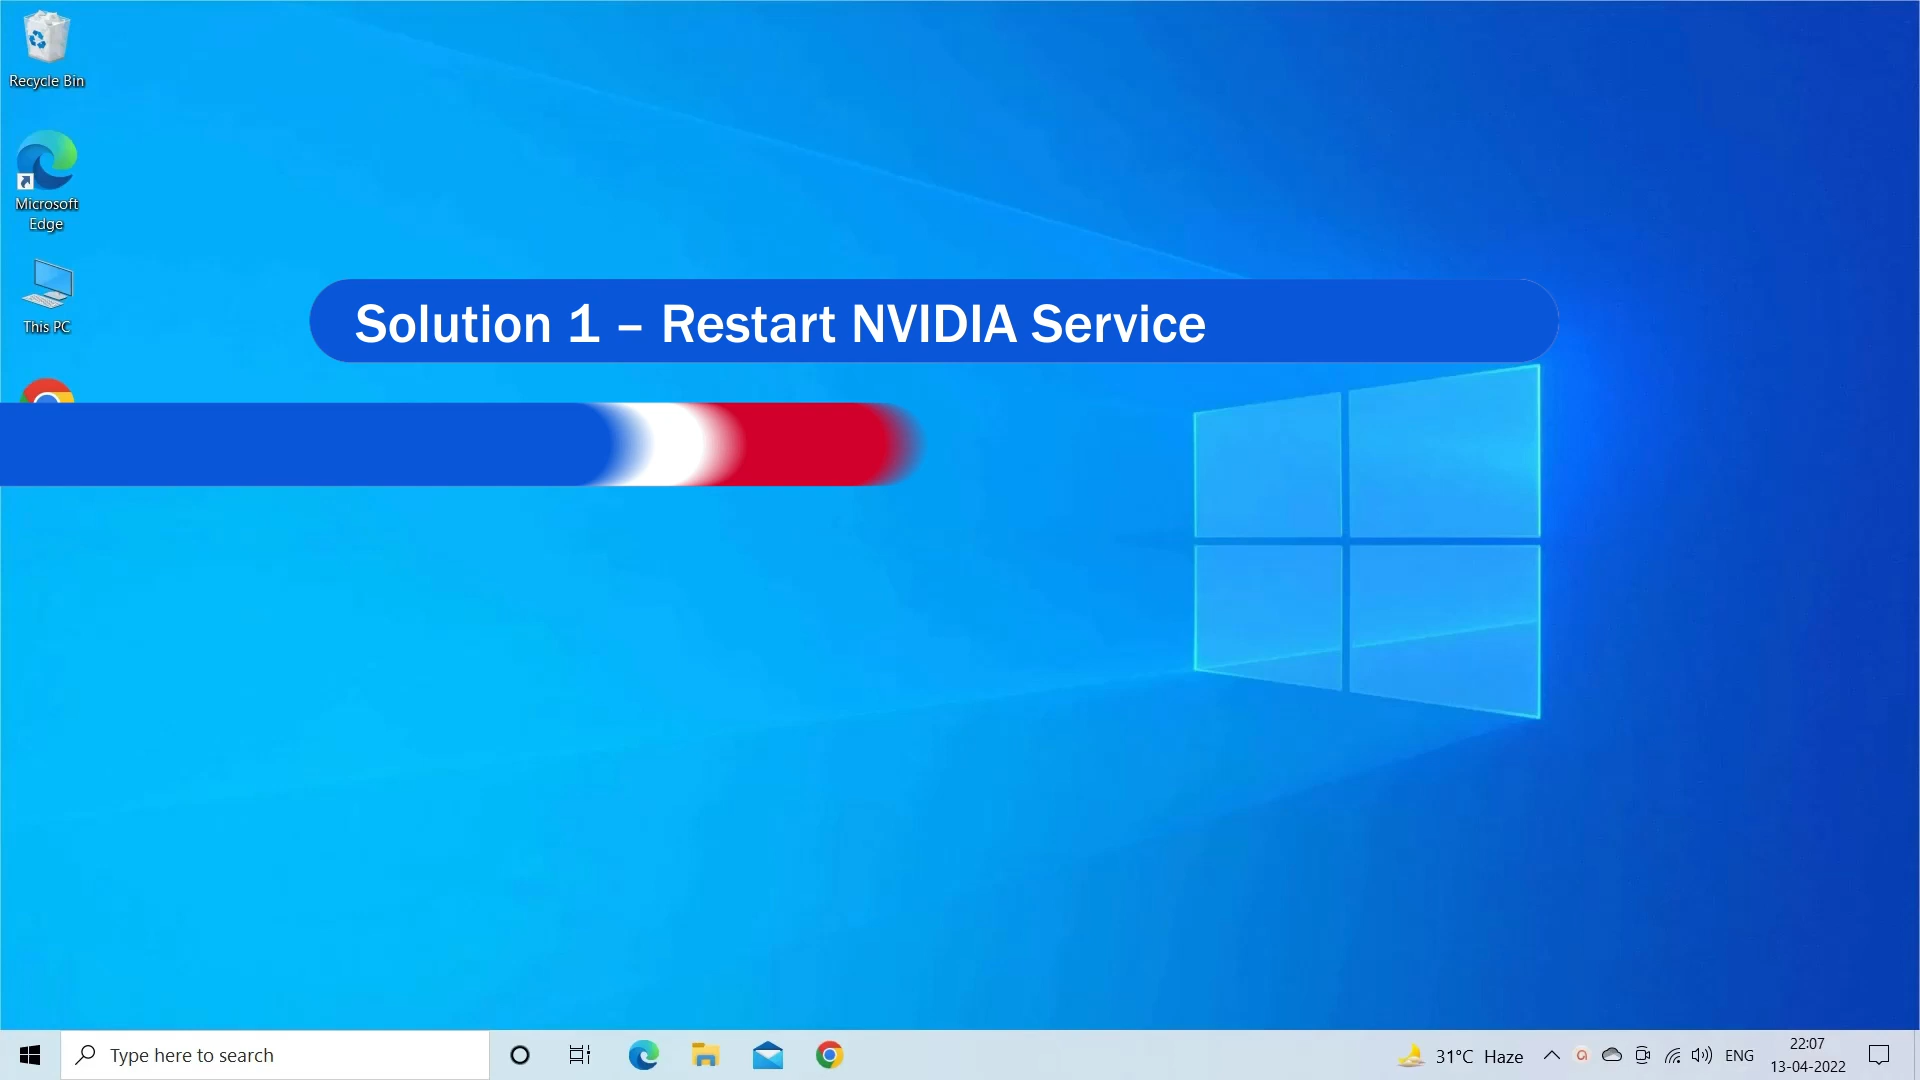 Recycle Bin
Microsoft
Edge
This PC
Solution 1 – Restart NVIDIA Service
Type here to search
31°C Haze
ENG
22:07
13-04-2022